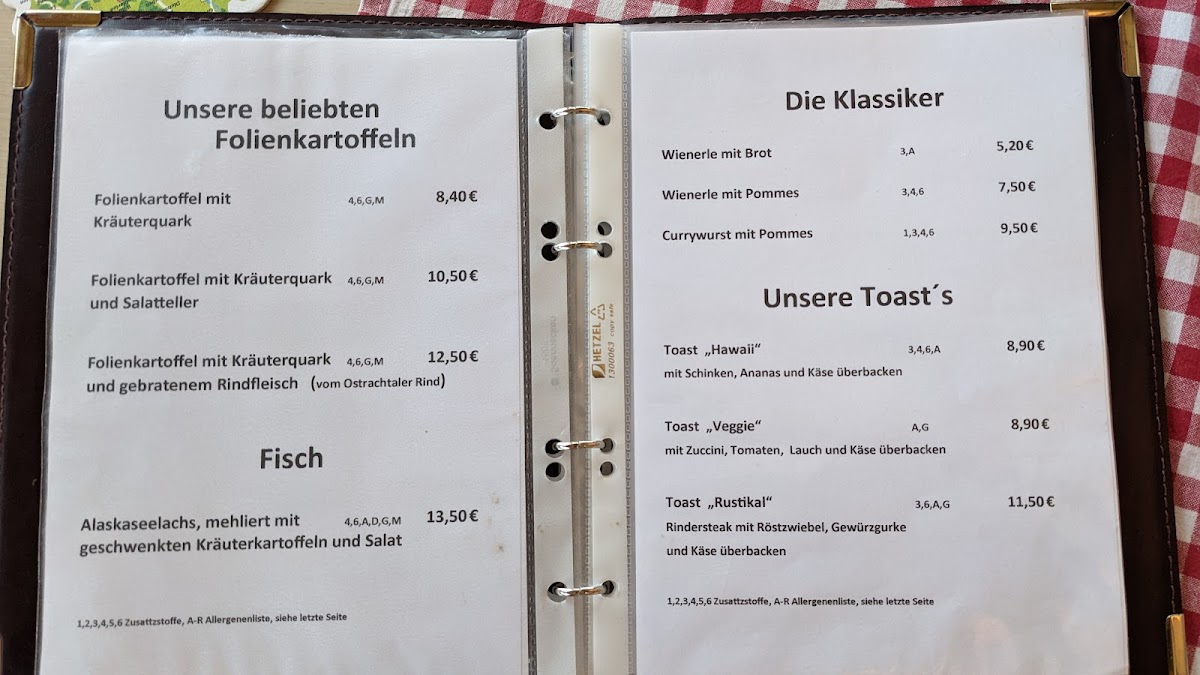 Unsere beliebten
Folienkartoffeln
Folienkartoffel mit 4,6,G,M 8,40 €
Kräuterquark
Folienkartoffel mit Kräuterquark 4,6,G,M 10,50 €
und Salatteller
Folienkartoffel mit Kräuterquark 4,6,G,M 12,50 €
und gebratenem Rindfleisch (vom Ostrachtaler Rind)
Fisch
Alaskaseelachs, mehliert mit 4,6,A,D,G,M 13,50 €
geschwenkten Kräuterkartoffeln und Salat
1,2,3,4,5,6 Zusattzstoffe, A-R Allergenenliste, siehe letzte Seite
HETZEL
1300063 copy safe
Die Klassiker
Wienerle mit Brot 3,A 5,20 €
Wienerle mit Pommes 3,4,6 7,50 €
Currywurst mit Pommes 1,3,4,6 9,50 €
Unsere Toast´s
Toast „Hawaii“ 3,4,6,A 8,90 €
mit Schinken, Ananas und Käse überbacken
Toast „Veggie“ A,G 8,90 €
mit Zuccini, Tomaten, Lauch und Käse überbacken
Toast „Rustikal“ 3,6,A,G 11,50 €
Rindersteak mit Röstzwiebel, Gewürzgurke
und Käse überbacken
1,2,3,4,5,6 Zusattzstoffe, A-R Allergenenliste, siehe letzte Seite